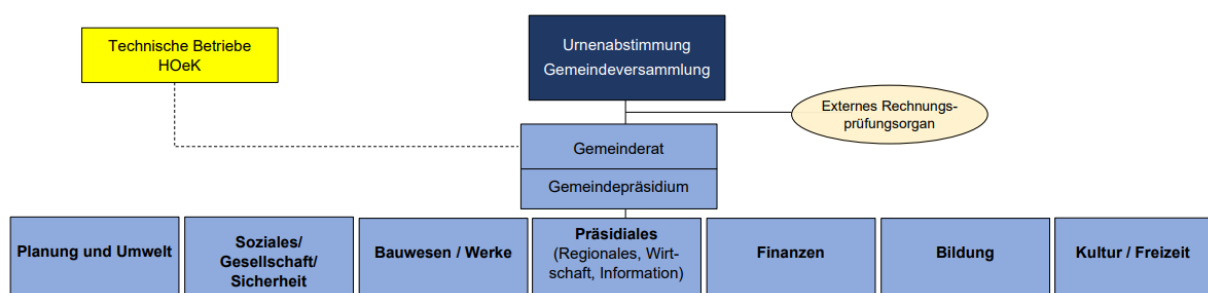 Technische Betriebe
HOeK
Urnenabstimmung
Gemeindeversammlung
Externes Rechnungs-
prüfungsorgan
Gemeinderat
Gemeindepräsidium
Planung und Umwelt
Soziales/
Gesellschaft/
Sicherheit
Bauwesen / Werke
Präsidiales
(Regionales, Wirt-
schaft, Information)
Finanzen
Bildung
Kultur / Freizeit